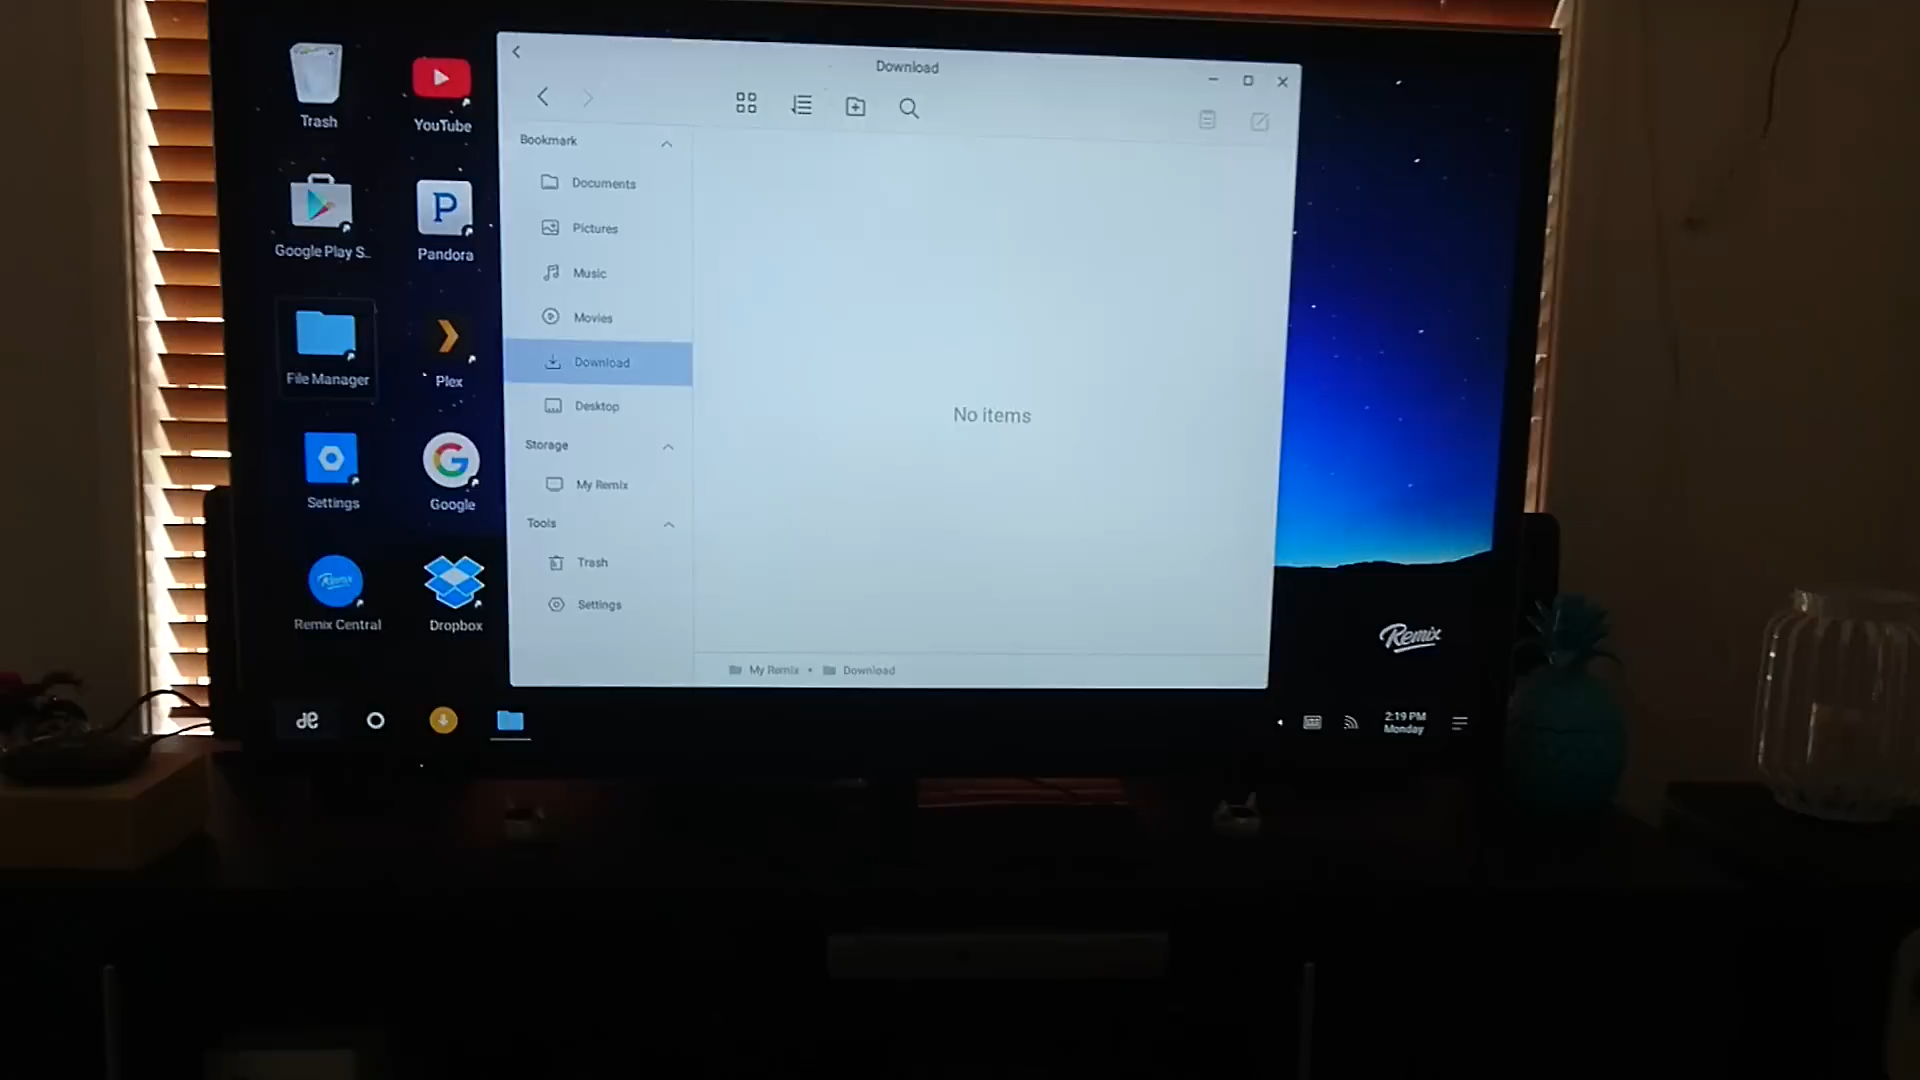 Trash
YouTube
Google Play S..
Pandora
File Manager
Plex
Settings
Google
Remix Central
Remix
Dropbox
Download
Bookmark
Documents
Pictures
Music
Movies
Download
Desktop
Storage
My Remix
Tools
Trash
Settings
No items
My Remix • Download
Remix
2:19 PM
Monday